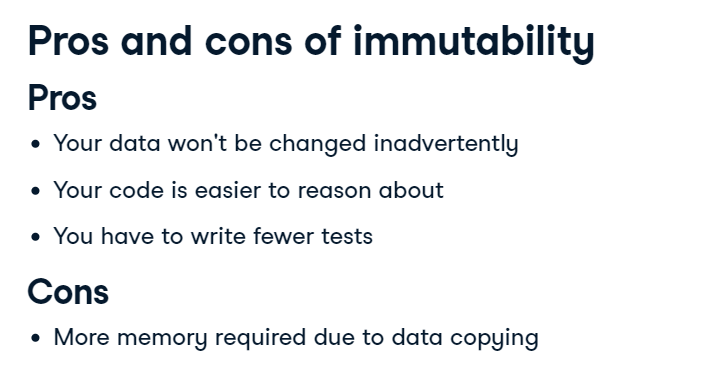 Pros and cons of immutability
Pros
• Your data won't be changed inadvertently
• Your code is easier to reason about
• You have to write fewer tests
Cons
• More memory required due to data copying